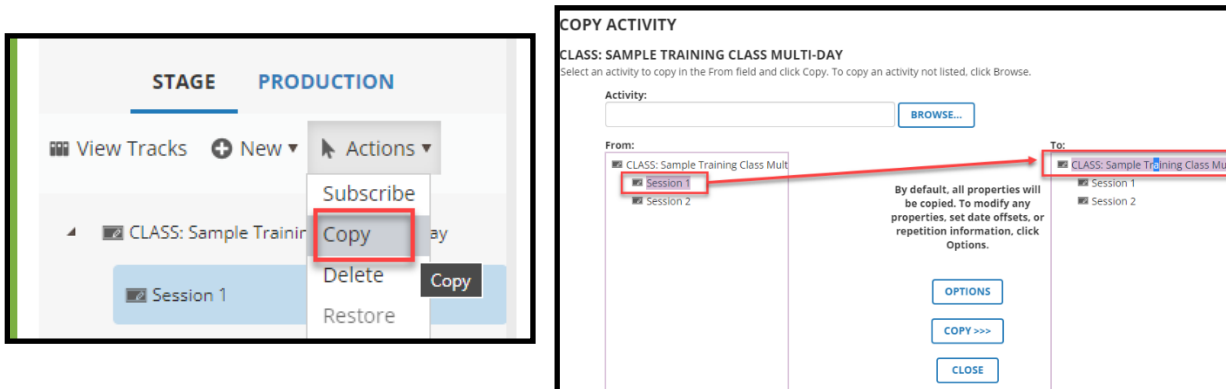 STAGE PRODUCTION
View Tracks New Actions
Subscribe
CLASS: Sample Trainin Copy ay
Delete Copy
Session 1
Restore
COPY ACTIVITY
CLASS: SAMPLE TRAINING CLASS MULTI-DAY
Select an activity to copy in the From field and click Copy. To copy an activity not listed, click Browse.
Activity:
BROWSE...
From: To:
CLASS: Sample Training Class Mult CLASS: Sample Training Class Mu
Session 1 Session 1
Session 2 Session 2
By default, all properties will
be copied. To modify any
properties, set date offsets, or
repetition information, click
Options.
OPTIONS
COPY >>>
CLOSE